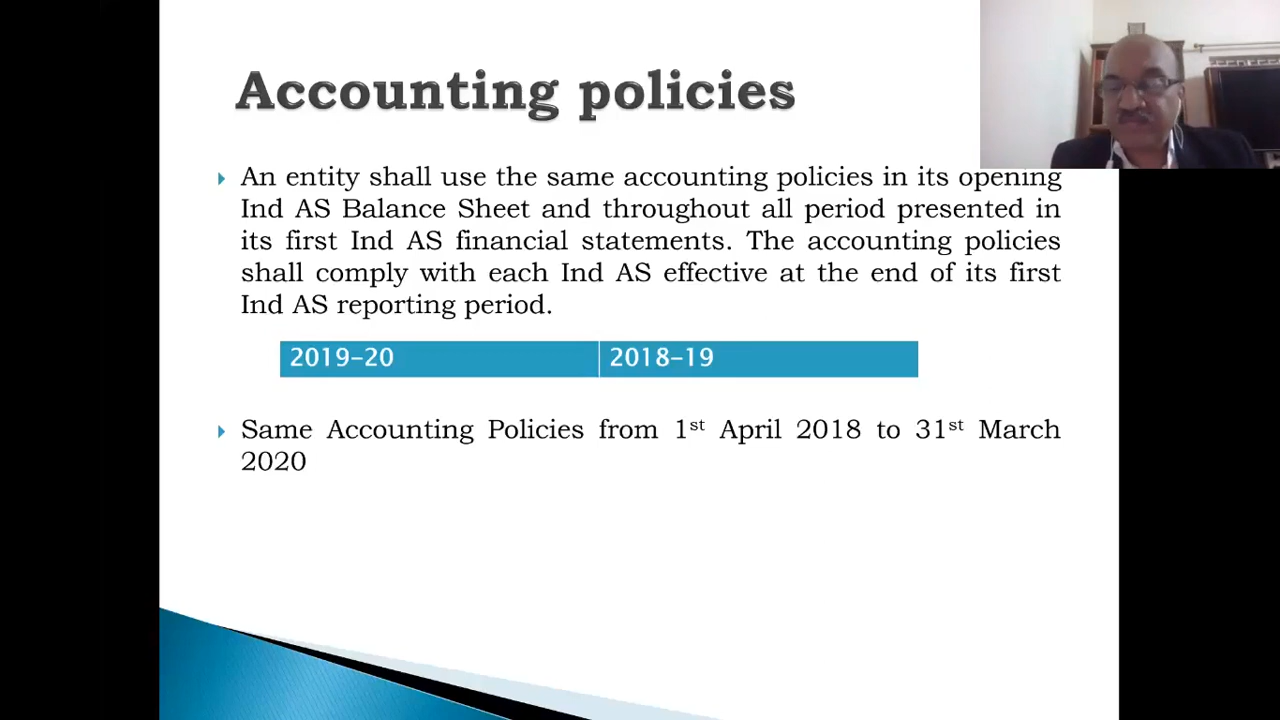 Accounting policies
An entity shall use the same accounting policies in its opening
Ind AS Balance Sheet and throughout all period presented in
its first Ind AS financial statements. The accounting policies
shall comply with each Ind AS effective at the end of its first
Ind AS reporting period.
2019-20 2018-19
Same Accounting Policies from 1st April 2018 to 31st March
2020